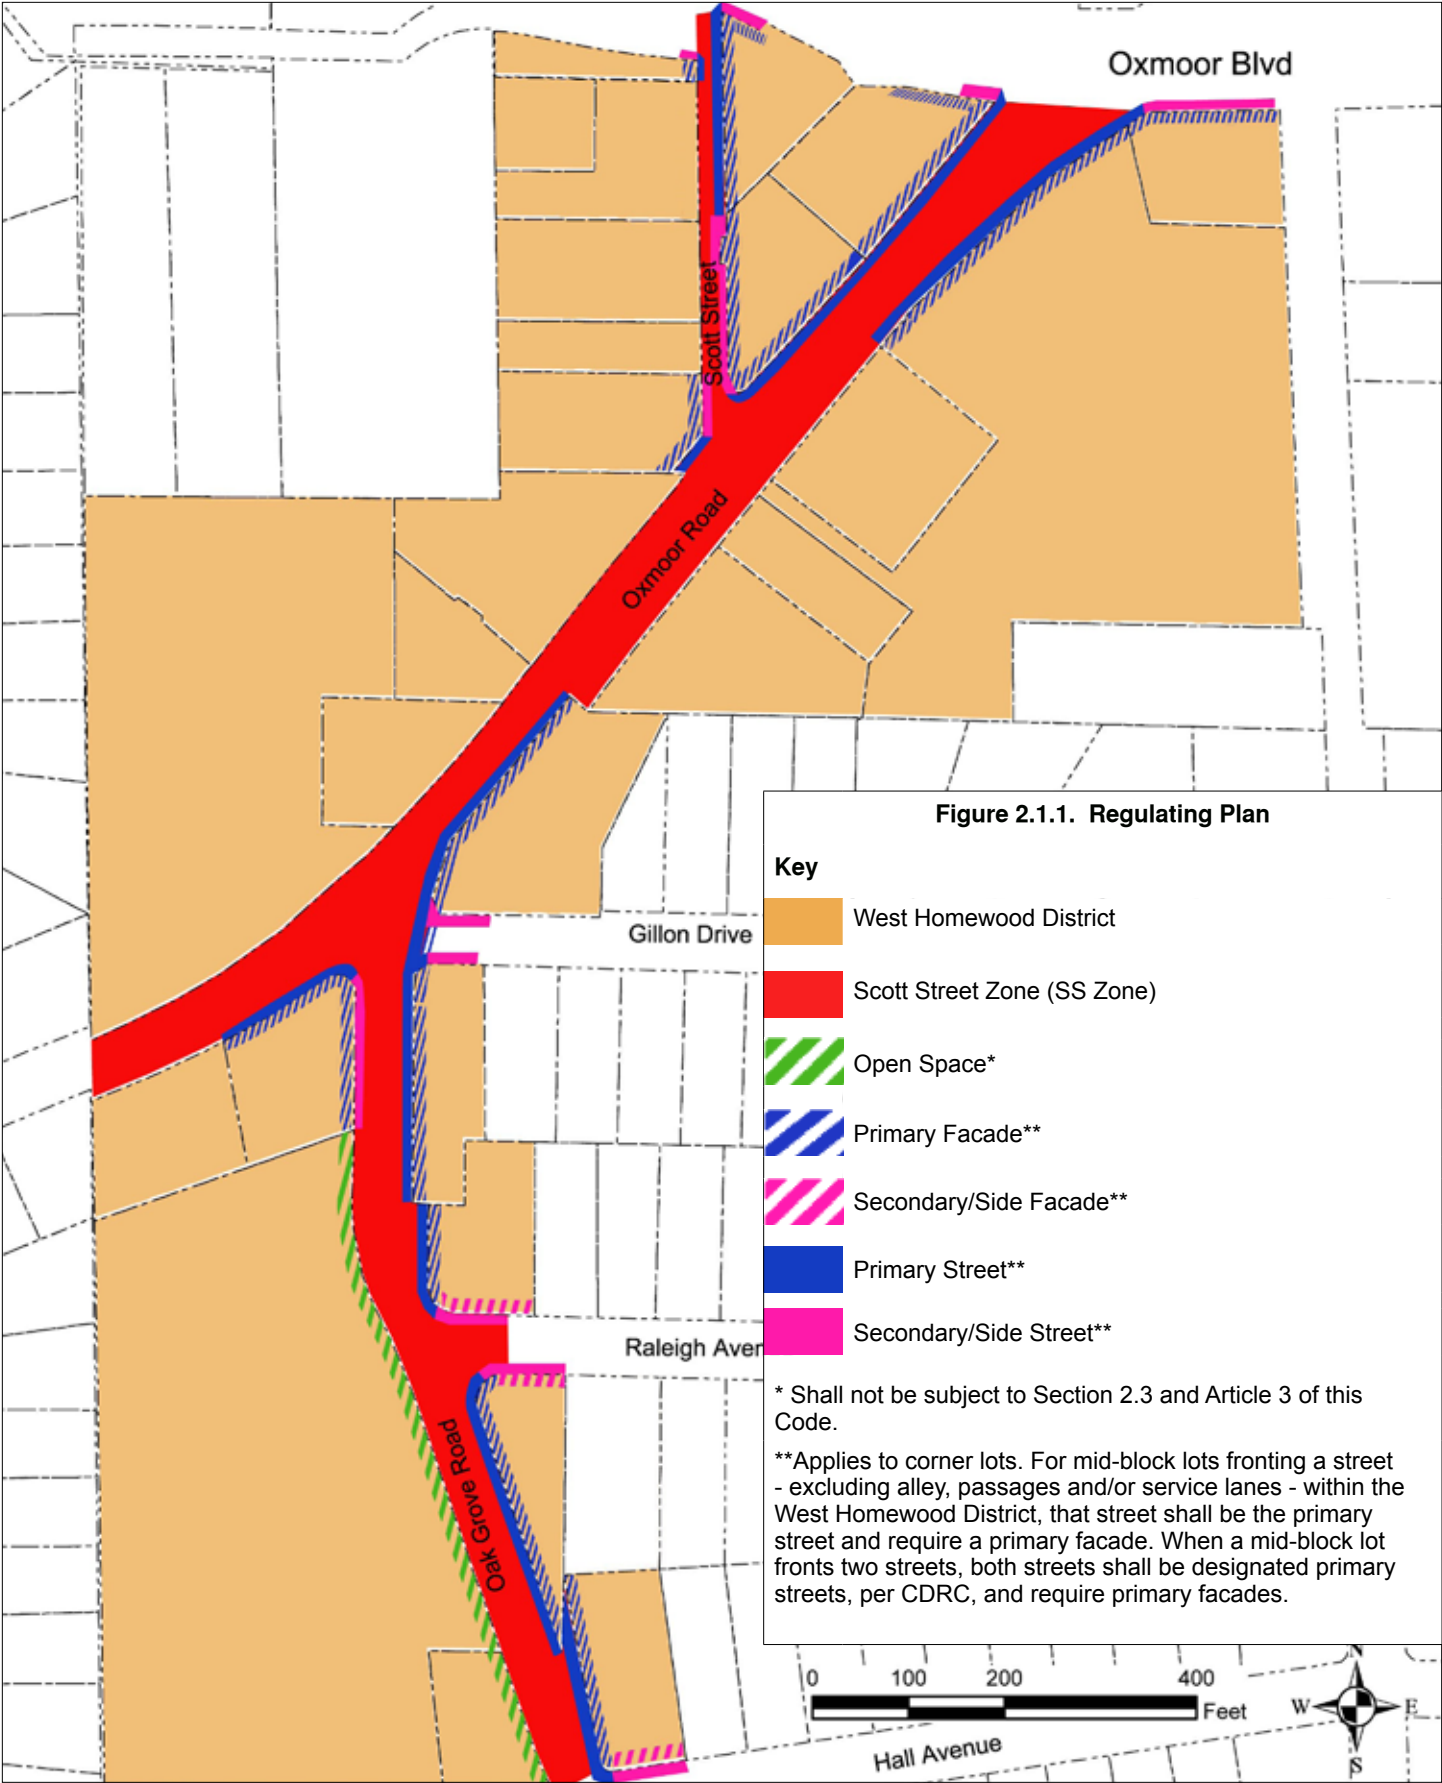 Oxmoor Blvd
Scott Street
Oxmoor Road
Figure 2.1.1. Regulating Plan
Key
West Homewood District
Gillon Drive
Scott Street Zone (SS Zone)
Open Space*
Primary Facade**
Secondary/Side Facade**
Primary Street**
Secondary/Side Street**
Raleigh Aven
* Shall not be subject to Section 2.3 and Article 3 of this
Code.
**Applies to corner lots. For mid-block lots fronting a street
- excluding alley, passages and/or service lanes - within the
West Homewood District, that street shall be the primary
street and require a primary facade. When a mid-block lot
fronts two streets, both streets shall be designated primary
streets, per CDRC, and require primary facades.
Oak Grove Road
0 100 200 400
Feet
N
W E
S
Hall Avenue